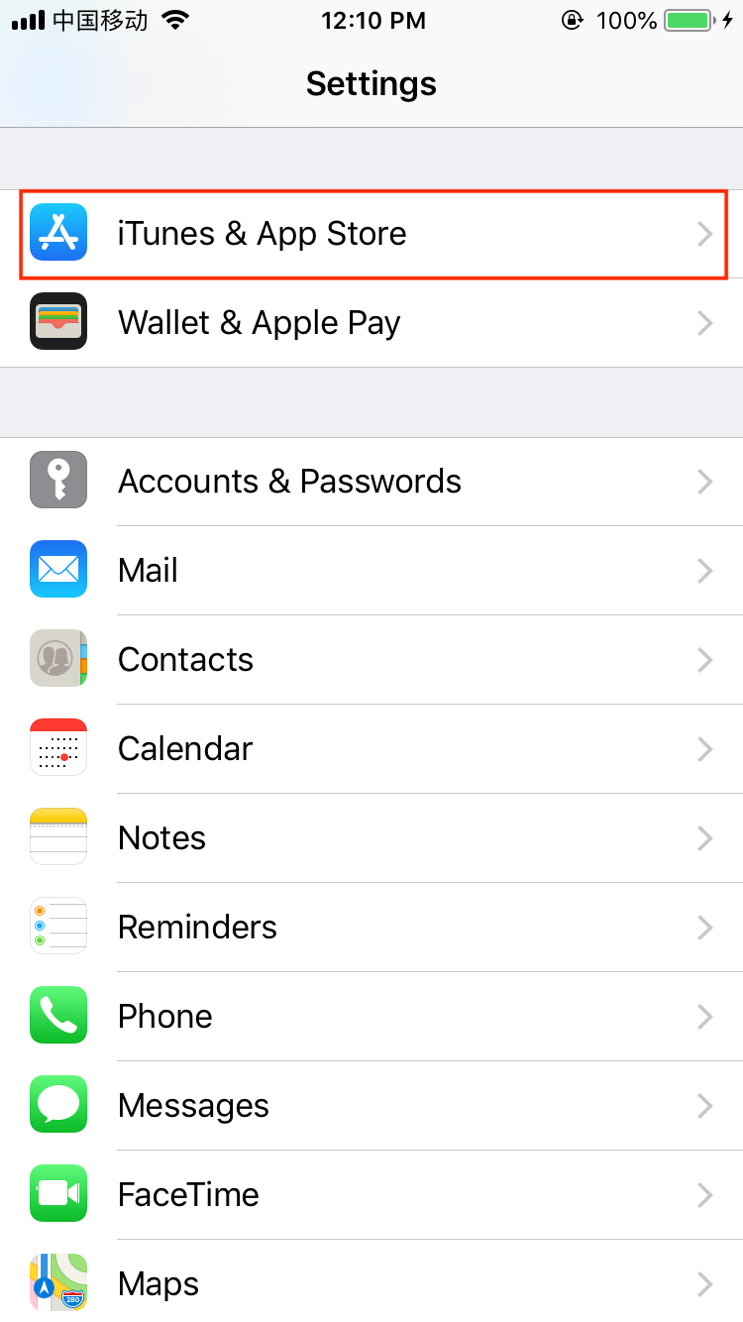 中国移动 12:10 PM 100%
Settings
iTunes & App Store
Wallet & Apple Pay
Accounts & Passwords
Mail
Contacts
Calendar
Notes
Reminders
Phone
Messages
FaceTime
Maps
280